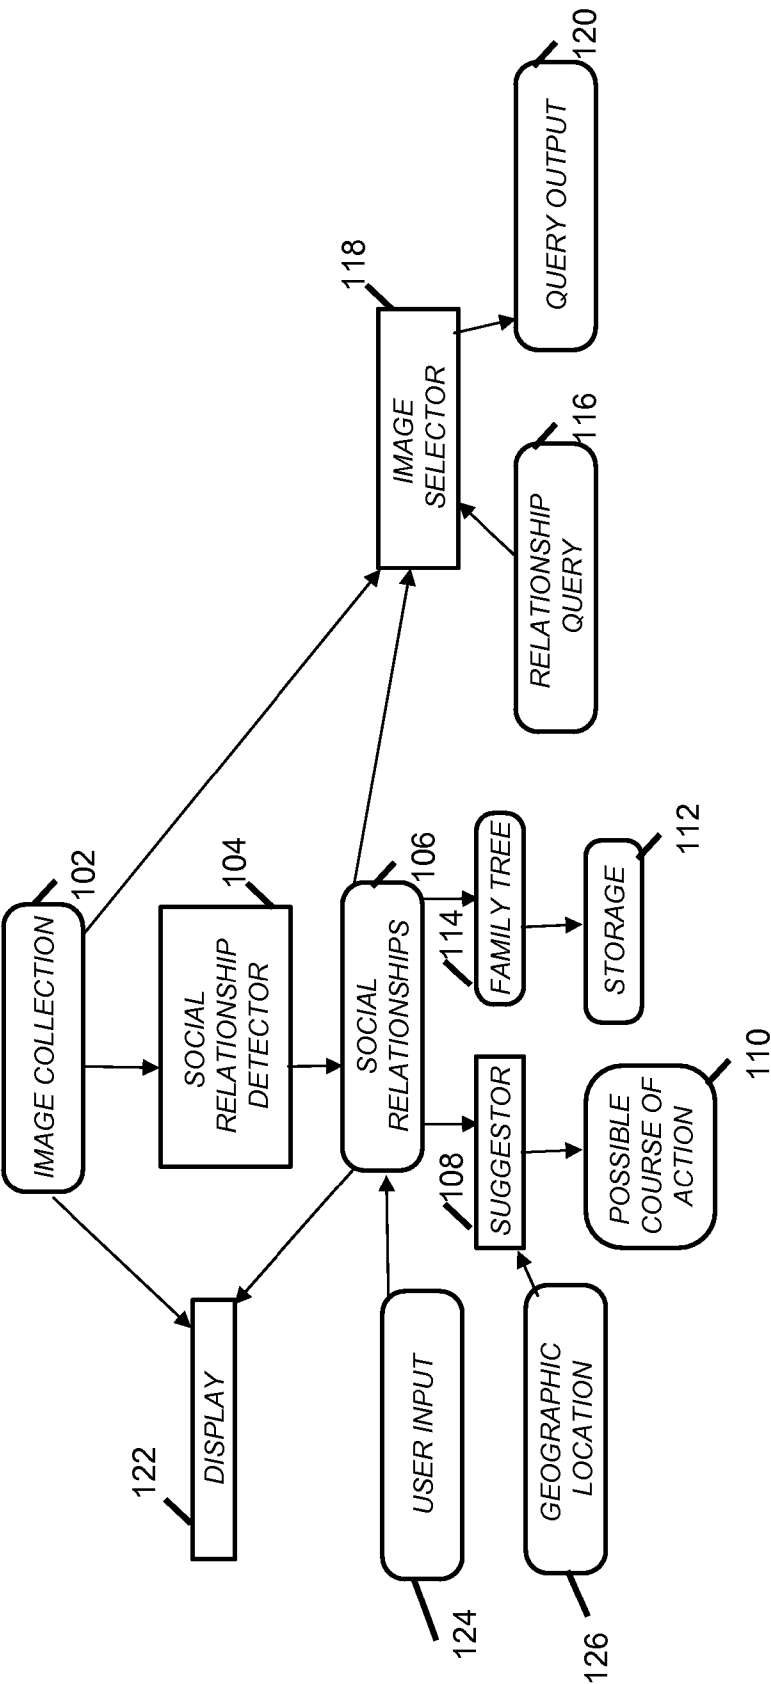 102
IMAGE COLLECTION
122
DISPLAY
104
SOCIAL
RELATIONSHIP
DETECTOR
118
IMAGE
SELECTOR
106
SOCIAL
RELATIONSHIPS
124
USER INPUT
108
SUGGESTOR
114
FAMILY TREE
116
RELATIONSHIP
QUERY
120
QUERY OUTPUT
126
GEOGRAPHIC
LOCATION
110
POSSIBLE
COURSE OF
ACTION
112
STORAGE